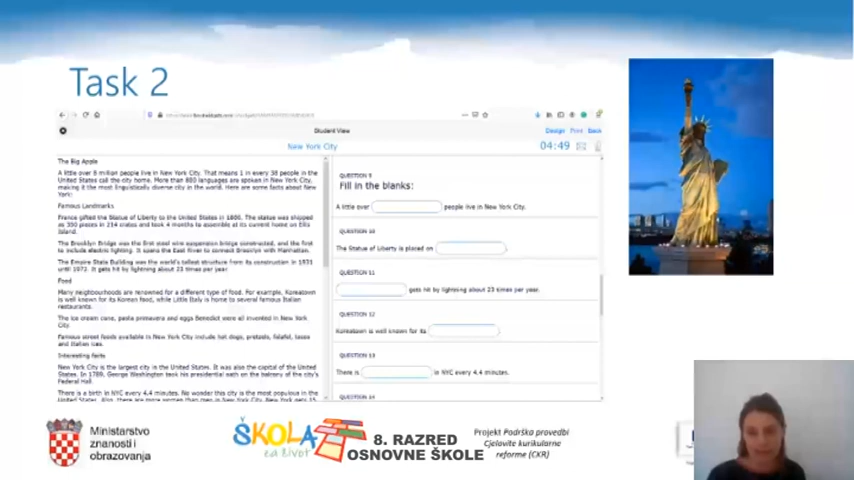 Task 2
Student View
Design Print Back
New York City
04:49
The Big Apple
A little over 8 million people live in New York City. That means 1 in every 38 people in the
United States call the city home. More than 800 languages are spoken in New York City,
making it the most linguistically diverse city in the world. Here are some facts about New
York:
Famous Landmarks
France gifted the Statue of Liberty to the United States in 1886. The statue was shipped
as 350 pieces in 214 crates and took 4 months to assemble at its current home on Ellis
Island.
The Brooklyn Bridge was the first steel wire suspension bridge constructed, and the first
to include electric lighting. It spans the East River to connect Brooklyn with Manhattan.
The Empire State Building was the world's tallest structure from its construction in 1931
until 1972. It gets hit by lightning about 23 times per year
Food
Many neighbourhoods are renowned for a different type of food. For example, Koreatown
is well known for its Korean food, while Little Italy is home to several famous Italian
restaurants.
The ice cream cone, pasta primavera and eggs Benedict were all invented in New York
City
Famous street foods available in New York City include hot dogs, pretzels, falafel, tacos
and Italian ices.
Interesting facts
New York City is the largest city in the United States. It was also the capital of the United
States. In 1789, George Washington took his presidential oath on the balcony of the city's
Federal Hall.
There is a birth in NYC every 4.4 minutes. No wonder this city is the most populous in the
United States. Also, there are more women than men in New York City. New York gets 15
QUESTION 9
Fill in the blanks:
A little over people live in New York City.
QUESTION 10
The Statue of Liberty is placed on .
QUESTION 11
gets hit by lightning about 23 times per year.
QUESTION 12
Koreatown is well known for its .
QUESTION 13
There is in NYC every 4.4 minutes.
QUESTION 14
Ministarstvo
znanosti i
obrazovanja
ŠKOLA
za život
8. RAZRED
OSNOVNE ŠKOLE
Projekt Podrška provedbi
Cjelovite kurikularne
reforme (CKR)